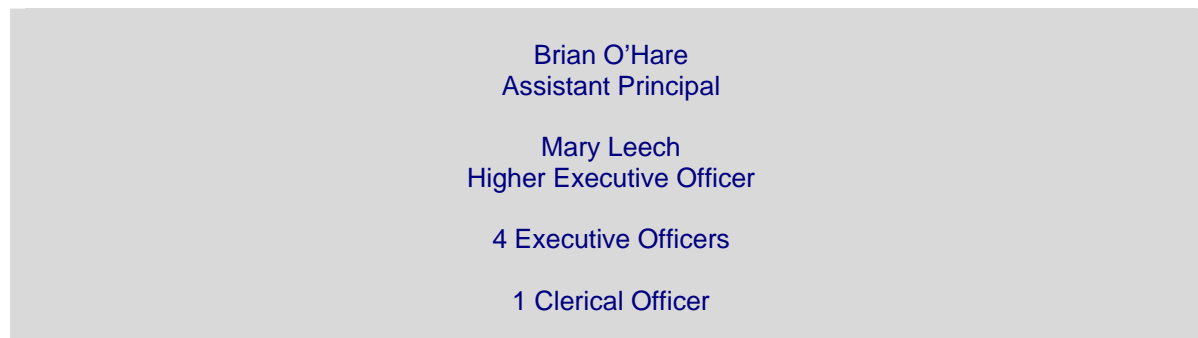 Brian O’Hare
Assistant Principal
Mary Leech
Higher Executive Officer
4 Executive Officers
1 Clerical Officer